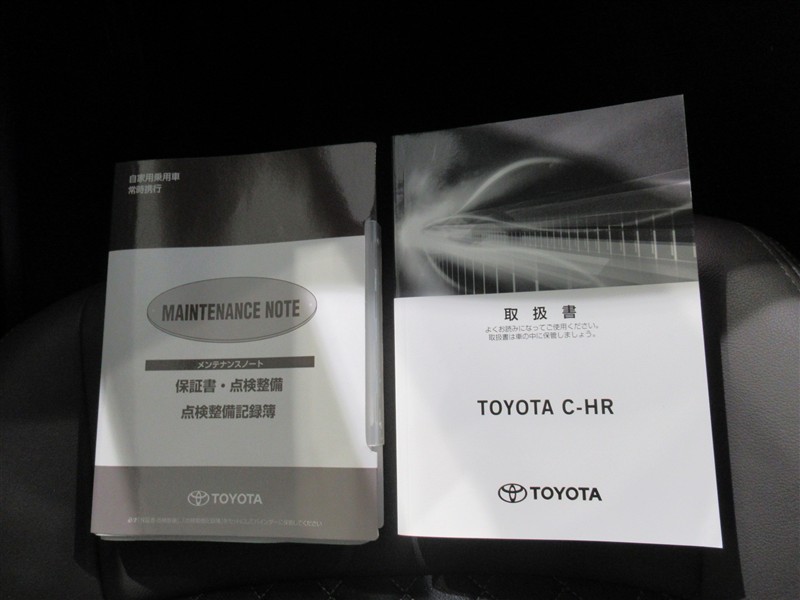 自家用乗用車
常時携行
MAINTENANCE NOTE
メンテナンスノート
保証書・点検整備
点検整備記録簿
TOYOTA
取扱書
よくお読みになってご使用ください。
取扱書は車の中に保管しましょう。
TOYOTA C-HR
TOYOTA